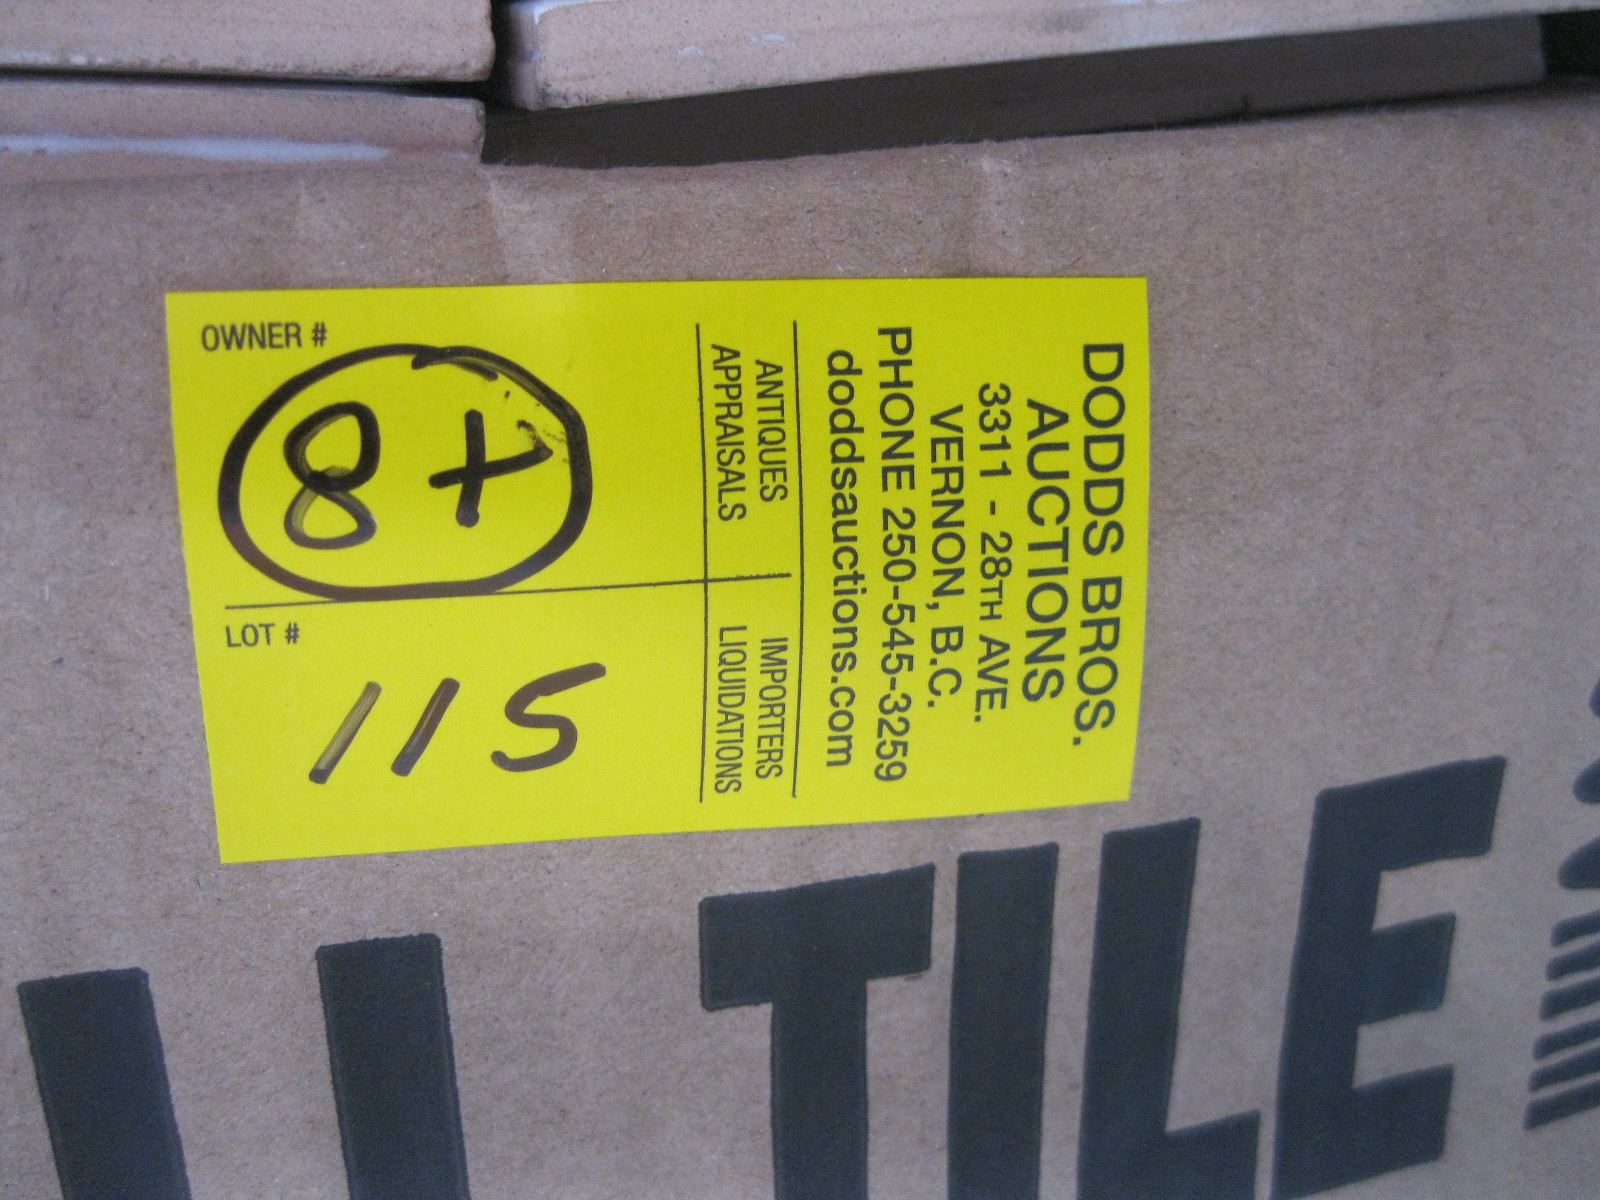 DODDS BROS.
AUCTIONS
3311 - 28TH AVE.
VERNON, B.C.
PHONE 250-545-3259
doddsauctions.com
ANTIQUES
APPRAISALS
IMPORTERS
LIQUIDATIONS
OWNER #
8+
LOT #
115
TILE